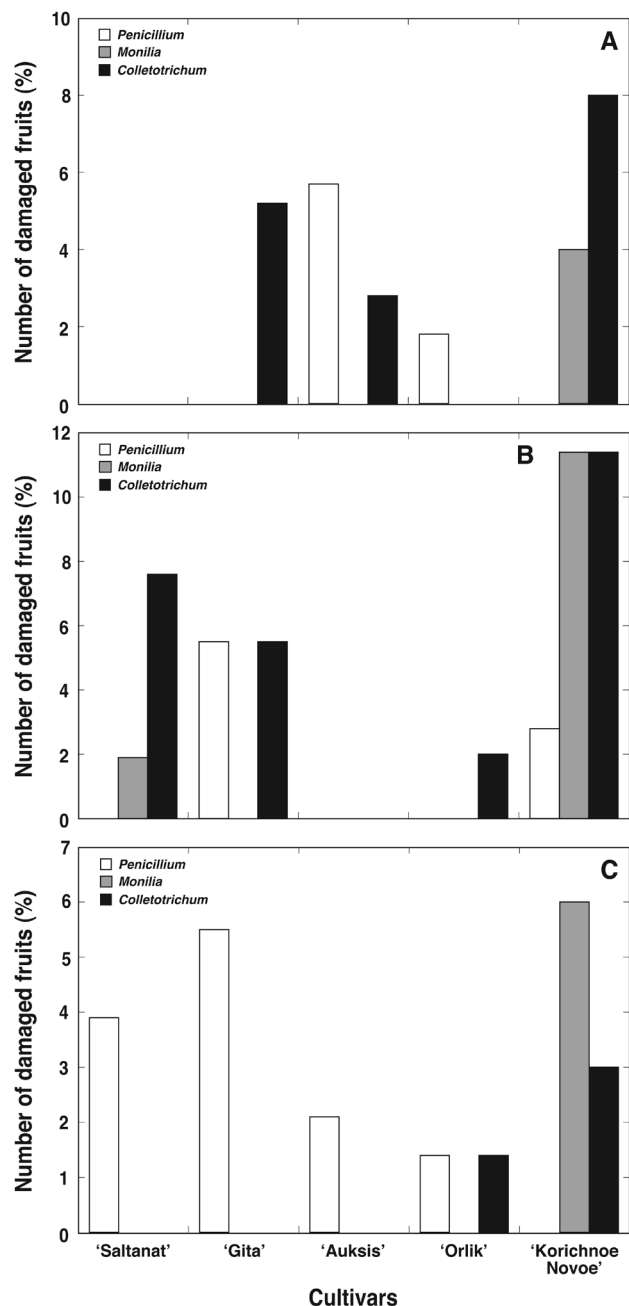 10
Penicillium
A
Monilia
Colletotrichum
8
6
4
2
0
Number of damaged fruits (%)
12
Penicillium
B
Monilia
Colletotrichum
10
8
6
4
2
0
Number of damaged fruits (%)
7
Penicillium
C
Monilia
Colletotrichum
6
5
4
3
2
1
0
Number of damaged fruits (%)
‘Saltanat’ ‘Gita’ ‘Auksis’ ‘Orlik’ ‘Korichnoe
Novoe’
Cultivars